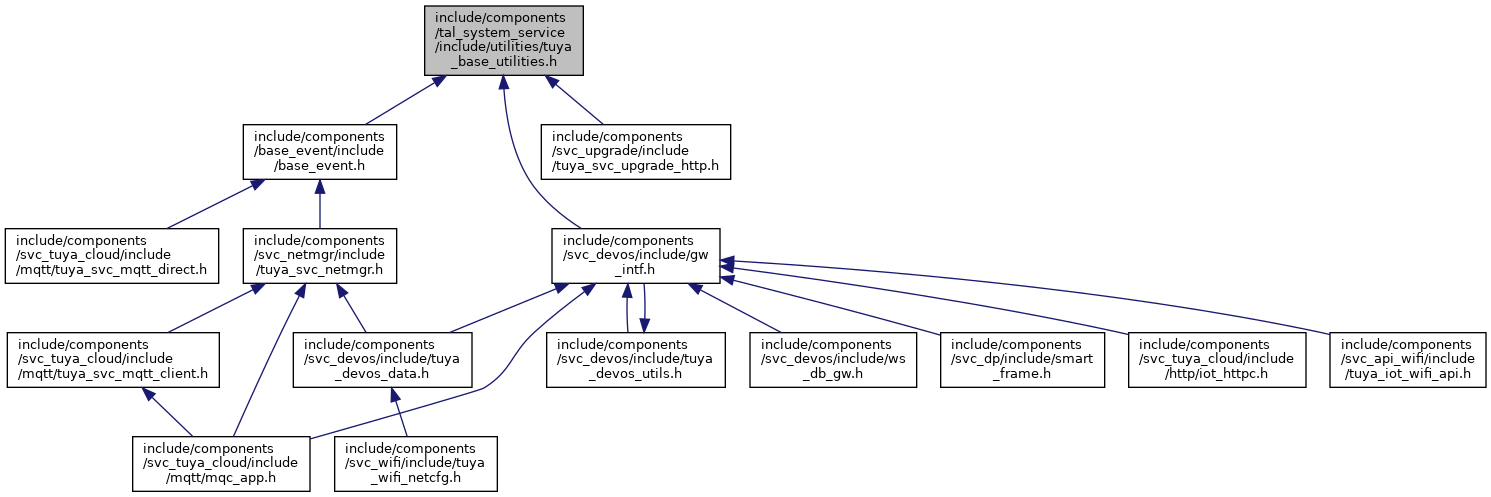 include/components
/tal_system_service
/include/utilities/tuya
_base_utilities.h
include/components
/base_event/include
/base_event.h
include/components
/svc_upgrade/include
/tuya_svc_upgrade_http.h
include/components
/svc_tuya_cloud/include
/mqtt/tuya_svc_mqtt_direct.h
include/components
/svc_netmgr/include
/tuya_svc_netmgr.h
include/components
/svc_devos/include/gw
_intf.h
include/components
/svc_tuya_cloud/include
/mqtt/tuya_svc_mqtt_client.h
include/components
/svc_devos/include/tuya
_devos_data.h
include/components
/svc_devos/include/tuya
_devos_utils.h
include/components
/svc_devos/include/ws
_db_gw.h
include/components
/svc_dp/include/smart
_frame.h
include/components
/svc_tuya_cloud/include
/http/iot_httpc.h
include/components
/svc_api_wifi/include
/tuya_iot_wifi_api.h
include/components
/svc_tuya_cloud/include
/mqtt/mqc_app.h
include/components
/svc_wifi/include/tuya
_wifi_netcfg.h